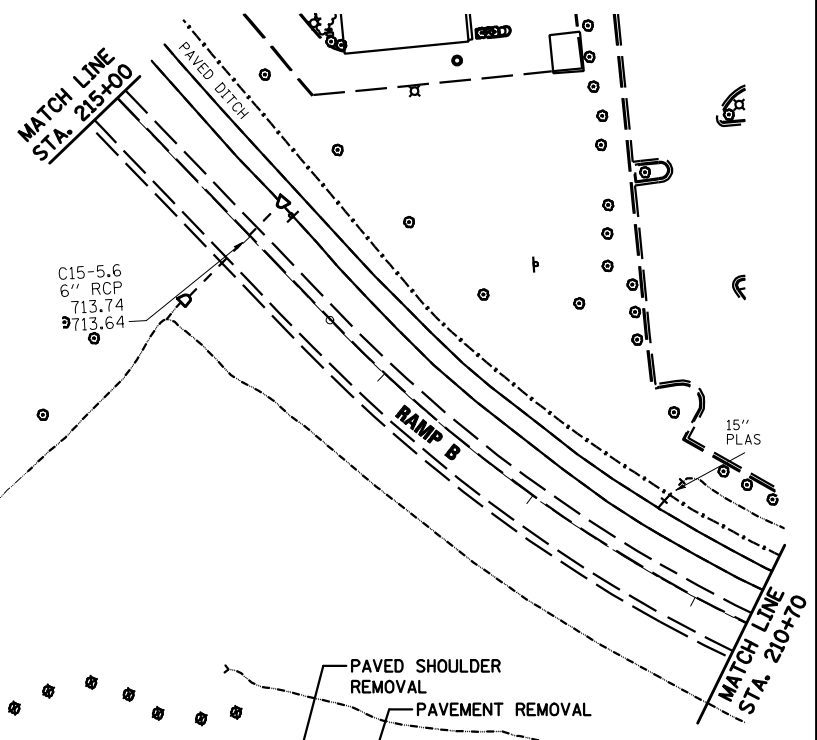 MATCH LINE
STA. 215+00
PAVED DITCH
C15-5.6
6" RCP
713.74
713.64
RAMP B
15"
PLAS
MATCH LINE
STA. 210+70
PAVED SHOULDER
REMOVAL
PAVEMENT REMOVAL